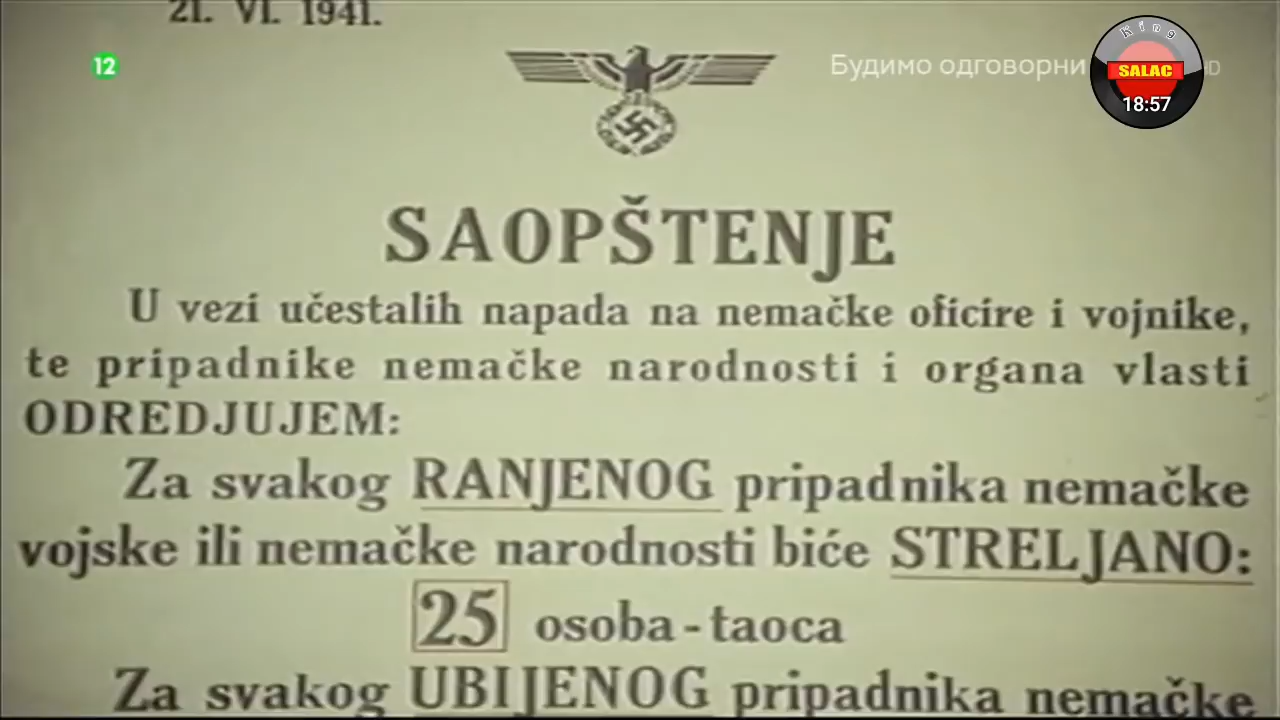 21. VI. 1941.
12
Будимо одговорни
King
SALAC
18:57
SAOPŠTENJE
U vezi učestalih napada na nemačke oficire i vojnike,
te pripadnike nemačke narodnosti i organa vlasti
ODREDJUJEM:
Za svakog RANJENOG pripadnika nemačke
vojske ili nemačke narodnosti biće STRELJANO:
25 osoba-taoca
Za svakog UBIJENOG pripadnika nemačke